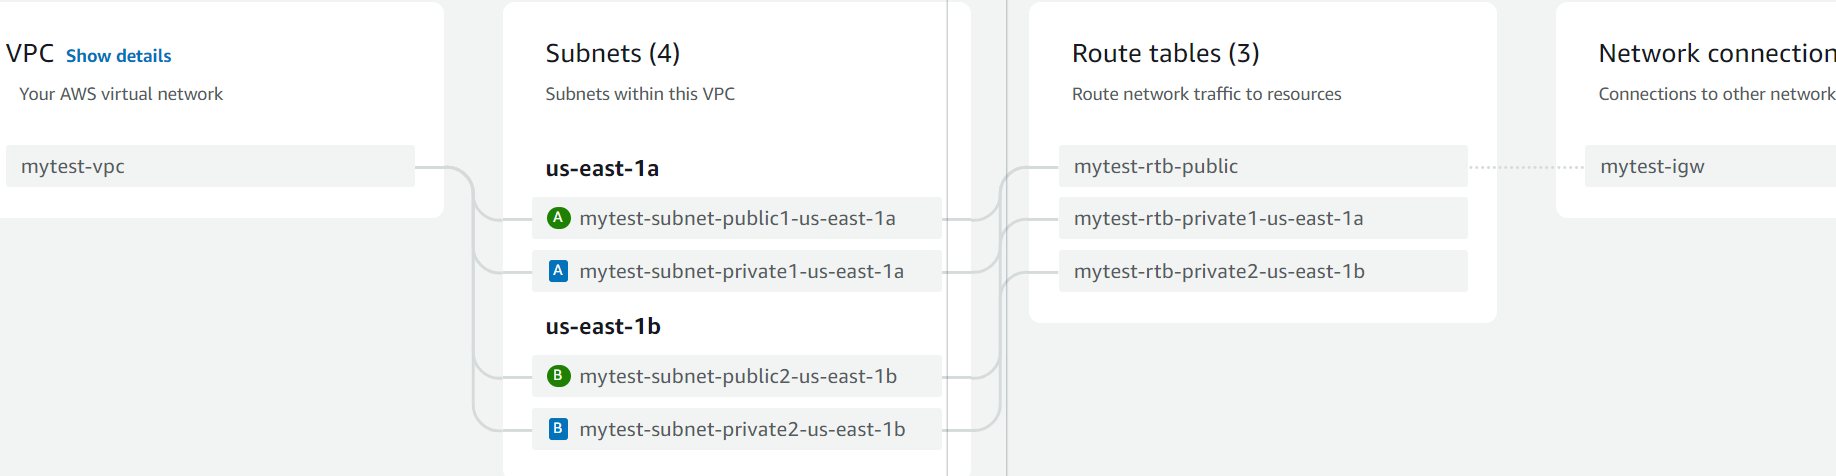 VPC Show details
Your AWS virtual network
mytest-vpc
Subnets (4)
Subnets within this VPC
us-east-1a
A mytest-subnet-public1-us-east-1a
A mytest-subnet-private1-us-east-1a
us-east-1b
B mytest-subnet-public2-us-east-1b
B mytest-subnet-private2-us-east-1b
Route tables (3)
Route network traffic to resources
mytest-rtb-public
mytest-rtb-private1-us-east-1a
mytest-rtb-private2-us-east-1b
Network connection
Connections to other network
mytest-igw